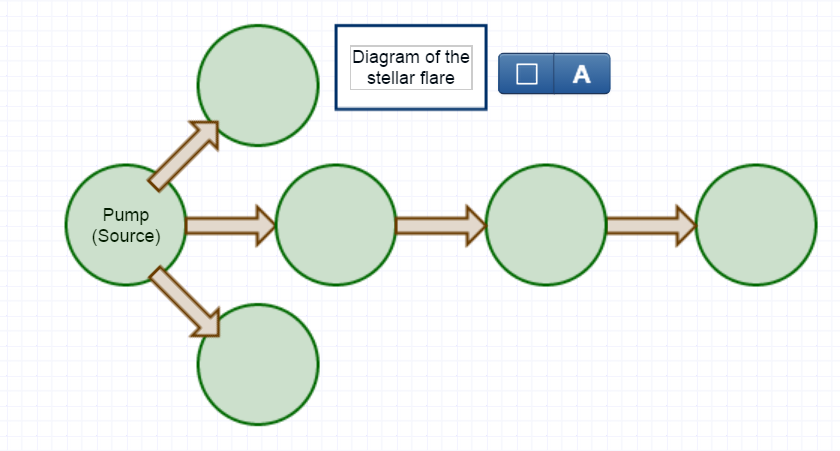 Diagram of the
stellar flare
A
Pump
(Source)